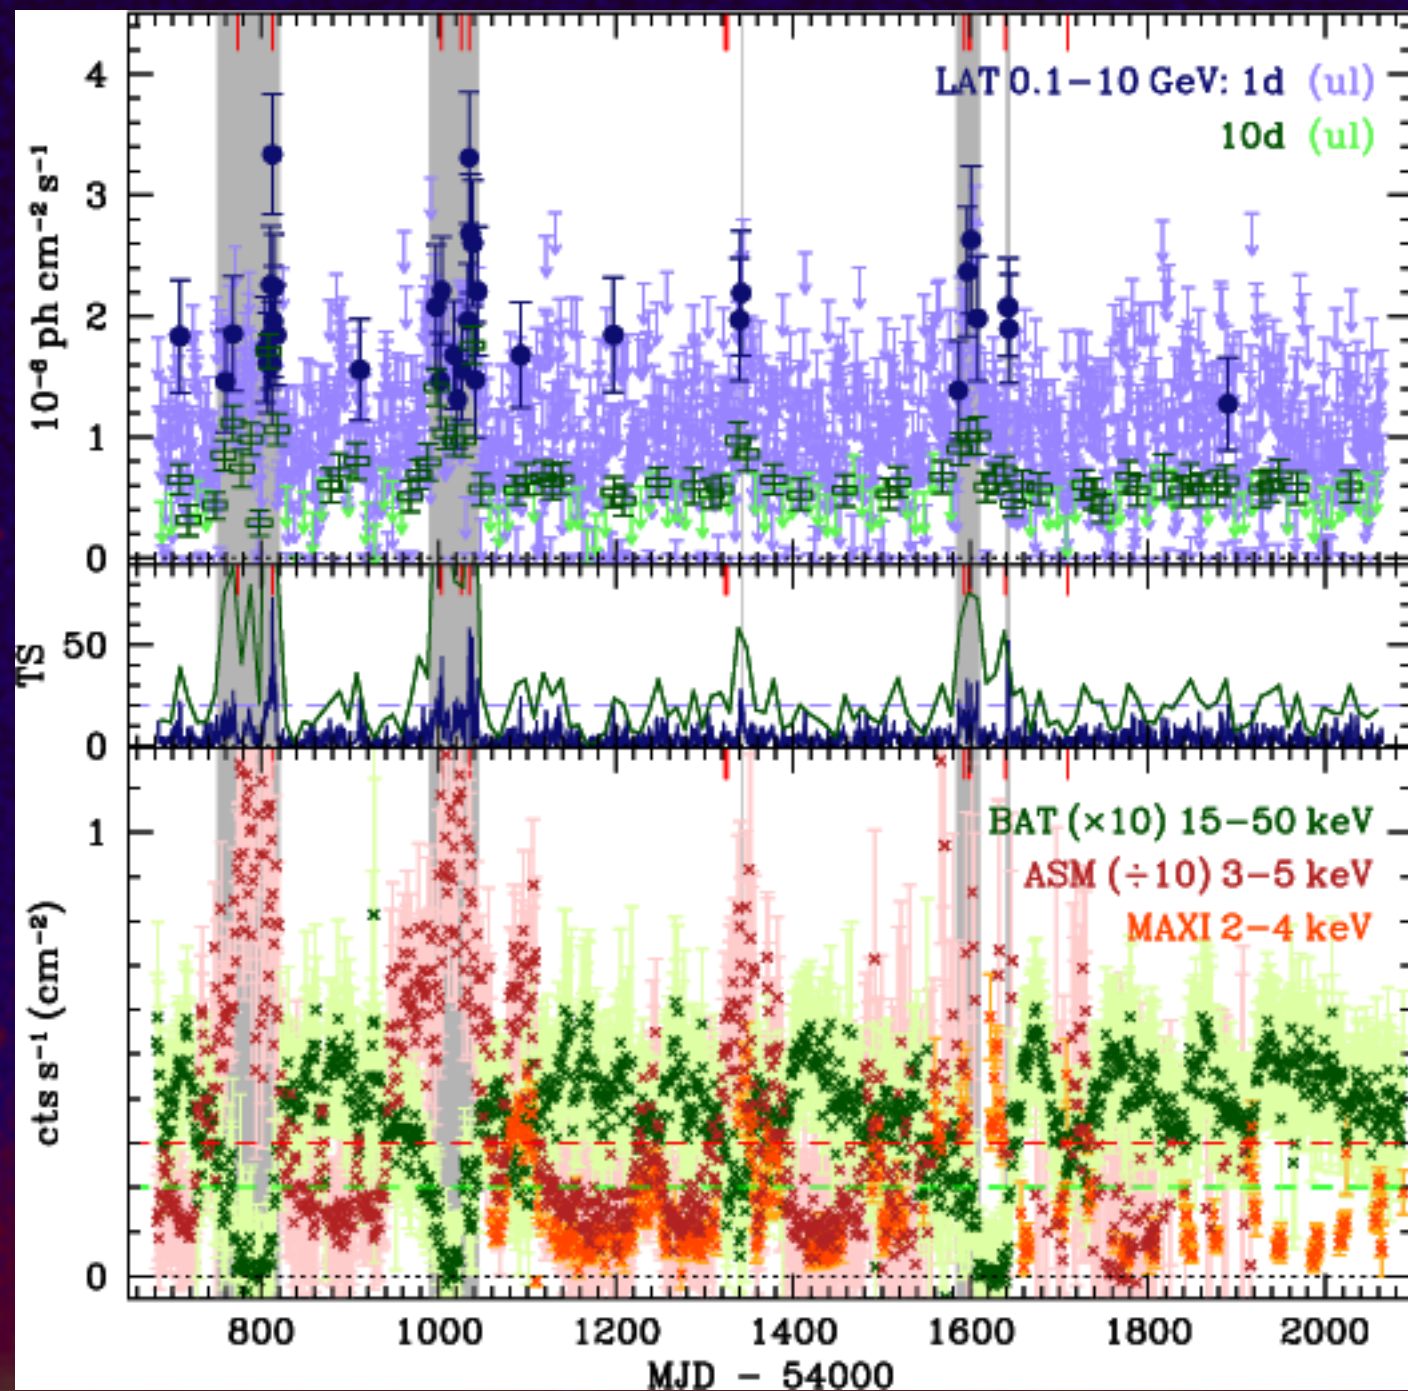 LAT 0.1−10 GeV: 1d (ul)
10d (ul)
10⁻⁶ ph cm⁻² s⁻¹
4
3
2
1
0
TS
50
0
BAT (×10) 15−50 keV
ASM (÷10) 3−5 keV
MAXI 2−4 keV
cts s⁻¹ (cm⁻²)
1
0
800 1000 1200 1400 1600 1800 2000
MJD − 54000